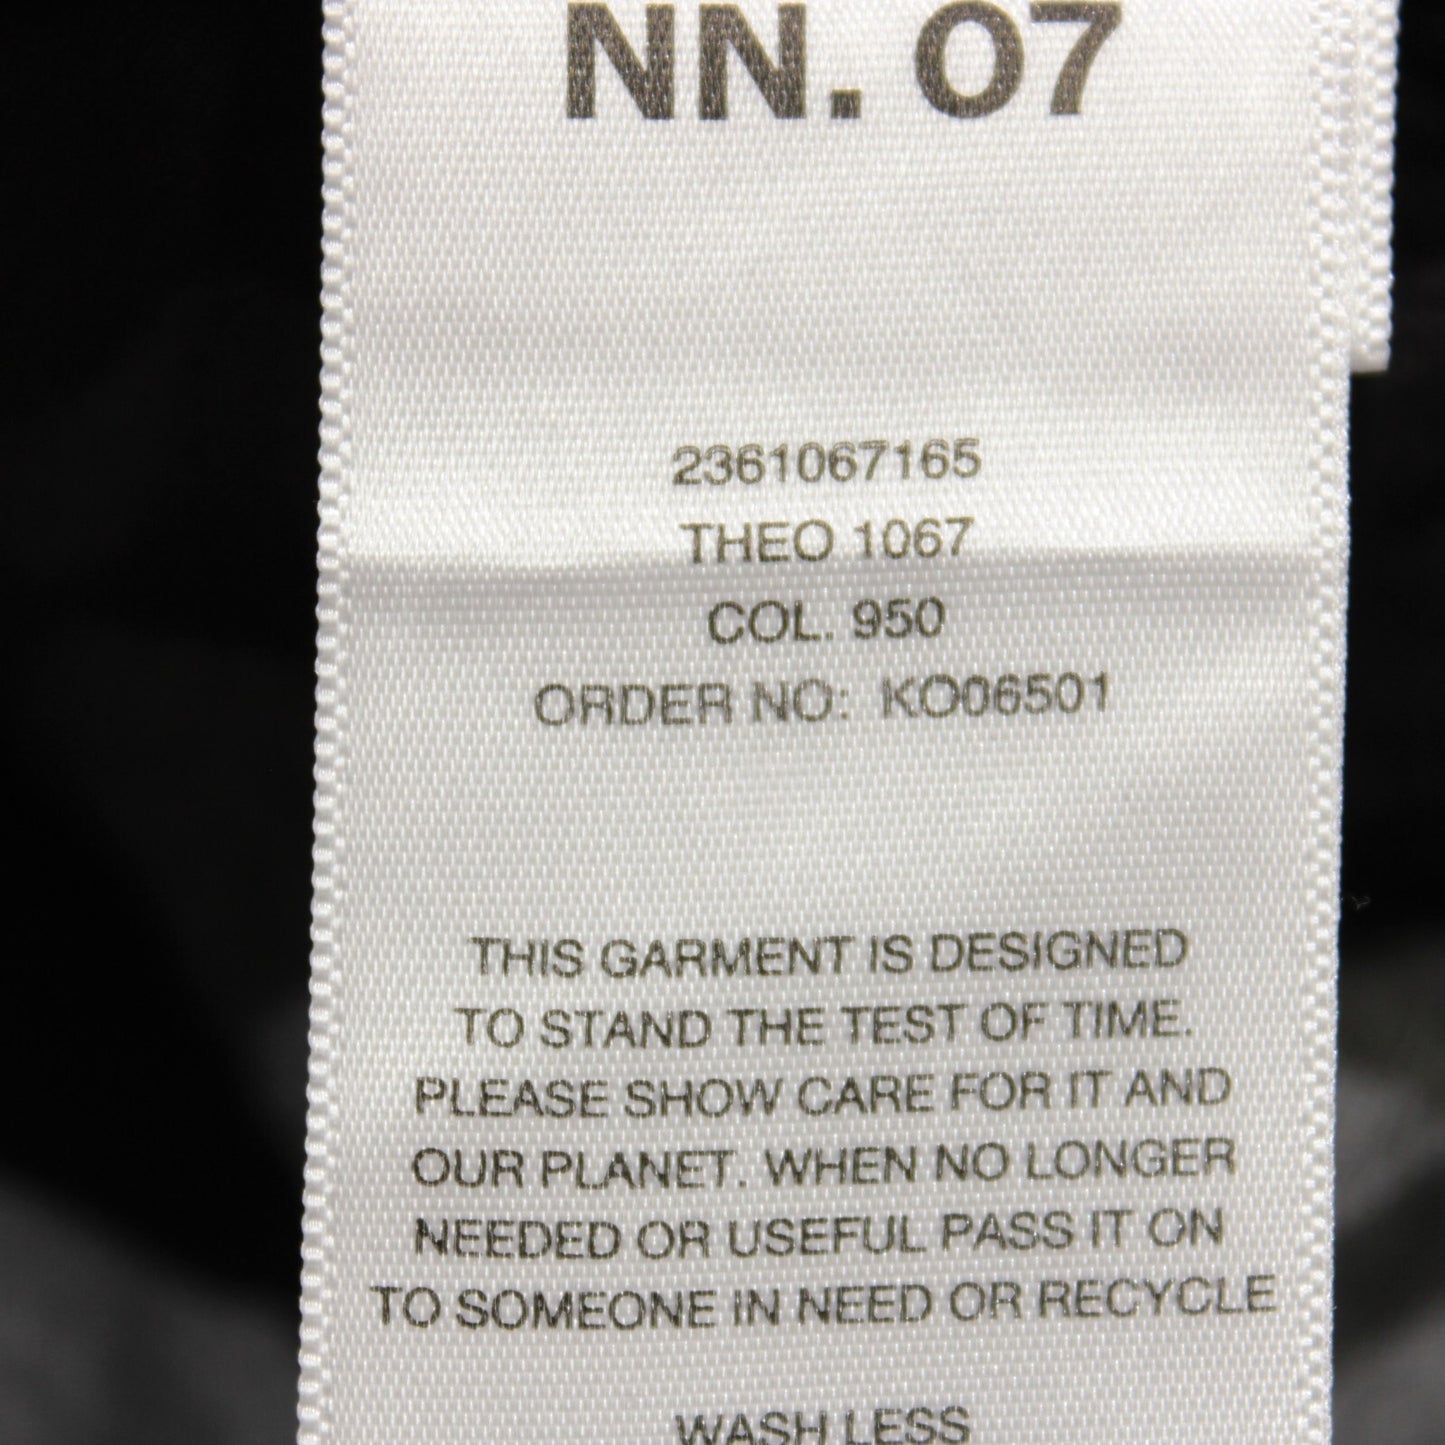 NN. 07
2361067165
THEO 1067
COL. 950
ORDER NO: KO06501
THIS GARMENT IS DESIGNED
TO STAND THE TEST OF TIME.
PLEASE SHOW CARE FOR IT AND
OUR PLANET. WHEN NO LONGER
NEEDED OR USEFUL PASS IT ON
TO SOMEONE IN NEED OR RECYCLE
WASH LESS